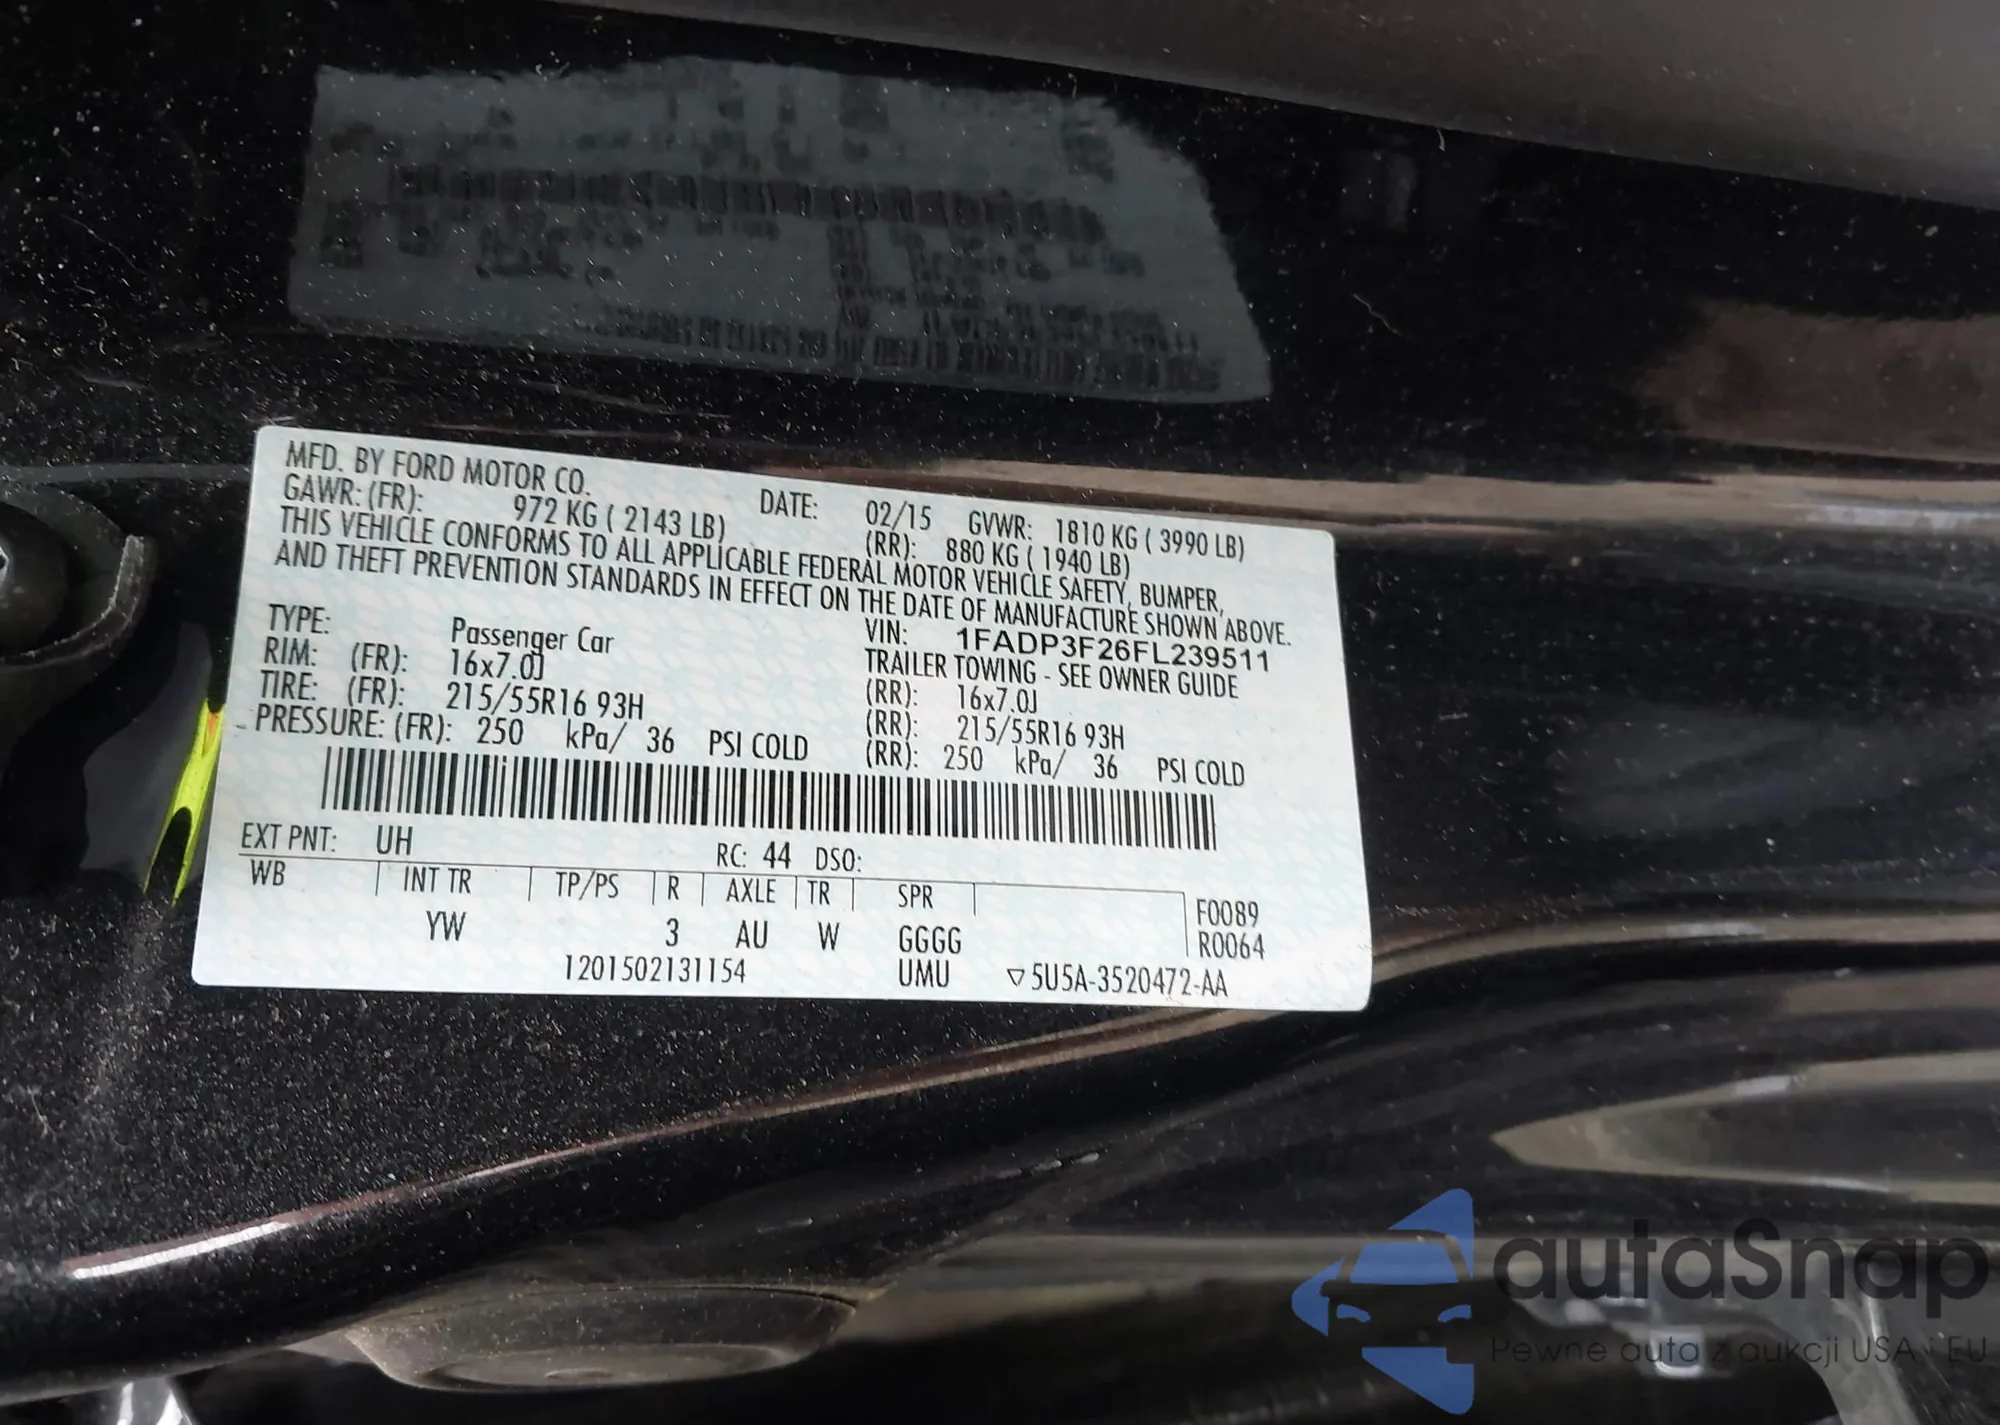 MFD. BY FORD MOTOR CO. DATE: 02/15 GVWR: 1810 KG ( 3990 LB)
GAWR: (FR): 972 KG ( 2143 LB) (RR): 880 KG ( 1940 LB)
THIS VEHICLE CONFORMS TO ALL APPLICABLE FEDERAL MOTOR VEHICLE SAFETY, BUMPER,
AND THEFT PREVENTION STANDARDS IN EFFECT ON THE DATE OF MANUFACTURE SHOWN ABOVE.
VIN: 1FADP3F26FL239511
TYPE: Passenger Car TRAILER TOWING - SEE OWNER GUIDE
RIM: (FR): 16x7.0J (RR): 16x7.0J
TIRE: (FR): 215/55R16 93H (RR): 215/55R16 93H
PRESSURE: (FR): 250 kPa/ 36 PSI COLD (RR): 250 kPa/ 36 PSI COLD
EXT PNT: UH RC: 44 DSO:
WB INT TR TP/PS R AXLE TR SPR F0089
YW 3 AU W GGGG R0064
1201502131154 UMU ▽5U5A-3520472-AA
autaSnap
Pewne auta z aukcji USA i EU